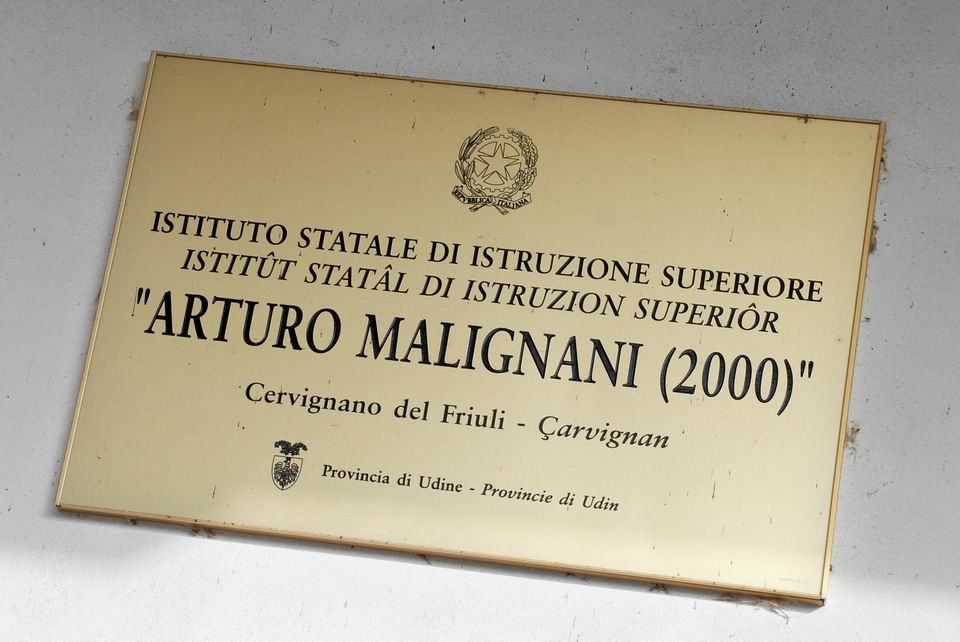 REPVBBLICA ITALIANA
ISTITUTO STATALE DI ISTRUZIONE SUPERIORE
ISTITÛT STATÂL DI ISTRUZION SUPERIÔR
"ARTURO MALIGNANI (2000)"
Cervignano del Friuli - Çarvignan
Provincia di Udine - Provincie di Udin